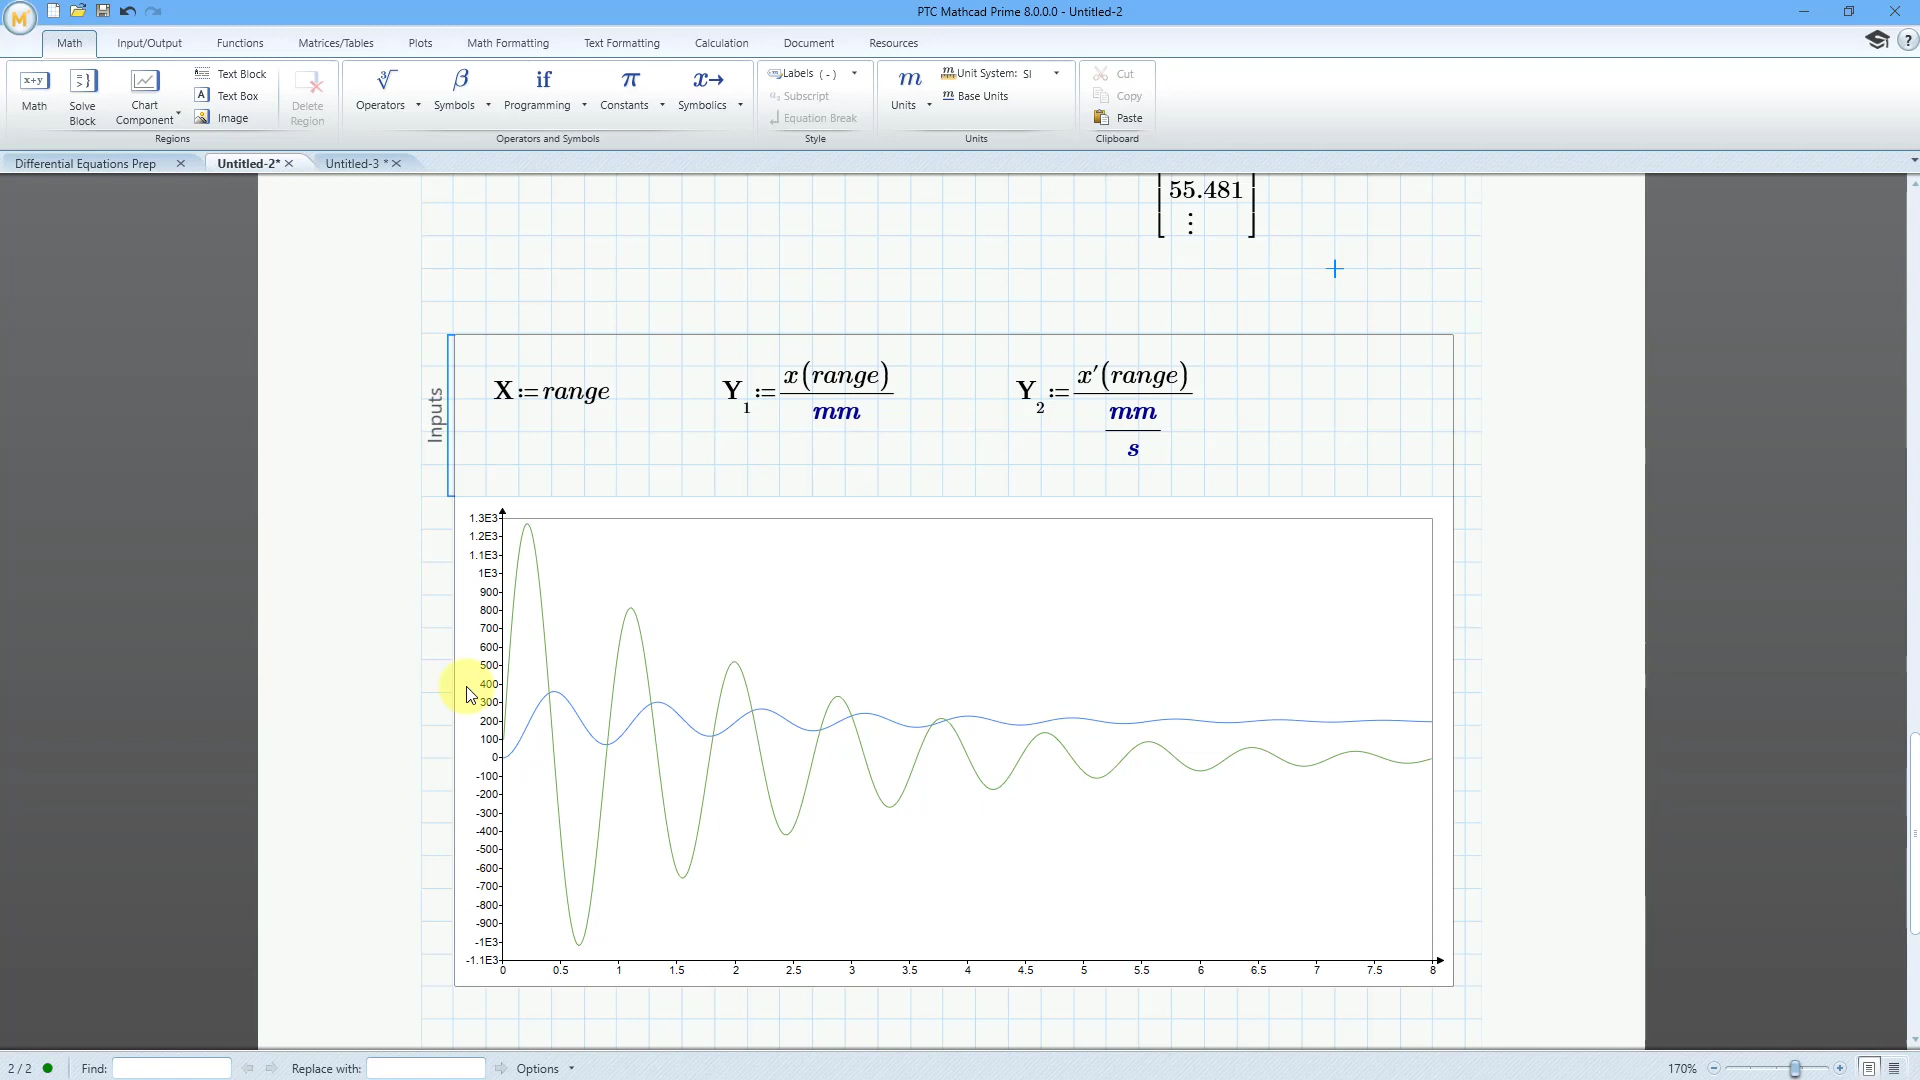 PTC Mathcad Prime 8.0.0.0 - Untitled-2
Math Input/Output Functions Matrices/Tables Plots Math Formatting Text Formatting Calculation Document Resources
Math
Solve Block
Chart Component
Text Block
Text Box
Image
Delete Region
Operators
Symbols
Programming
Constants
Symbolics
Labels (-)
Subscript
Equation Break
Units
Unit System: SI
Base Units
Cut
Copy
Paste
Regions Operators and Symbols Style Units Clipboard
Differential Equations Prep Untitled-2* Untitled-3 *
55.481
⋮
Inputs
X:=range
Y₁:=x(range)/mm
Y₂:=x′(range)/(mm/s)
1.3E3
1.2E3
1.1E3
1E3
900
800
700
600
500
400
300
200
100
0
-100
-200
-300
-400
-500
-600
-700
-800
-900
-1E3
-1.1E3
0 0.5 1 1.5 2 2.5 3 3.5 4 4.5 5 5.5 6 6.5 7 7.5 8
2 / 2 Find: Replace with: Options 170%